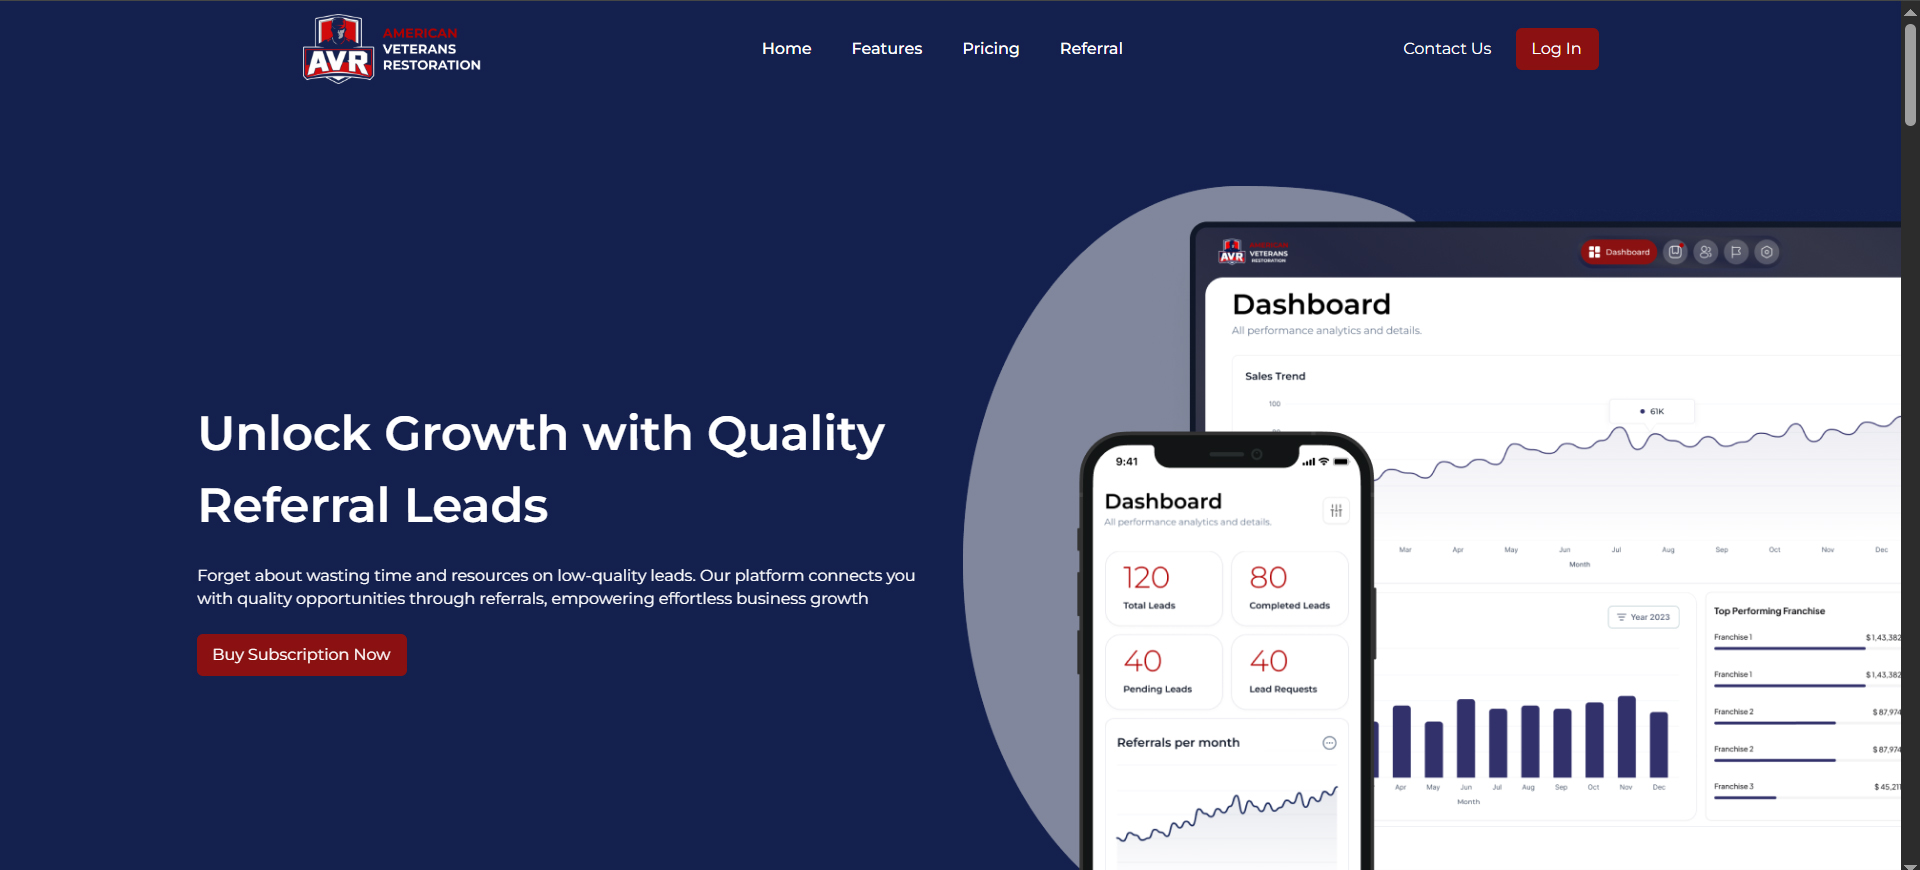 AVR
AMERICAN
VETERANS
RESTORATION
Home
Features
Pricing
Referral
Contact Us
Log In
Unlock Growth with Quality
Referral Leads
Forget about wasting time and resources on low-quality leads. Our platform connects you
with quality opportunities through referrals, empowering effortless business growth
Buy Subscription Now
AVR
AMERICAN
VETERANS
RESTORATION
Dashboard
Dashboard
All performance analytics and details.
Sales Trend
100
61K
Mar
Apr
May
Jun
Jul
Aug
Sep
Oct
Nov
Dec
Month
Year 2023
Apr
May
Jun
Jul
Aug
Sep
Oct
Nov
Dec
Month
Top Performing Franchise
Franchise 1 $1,43,382
Franchise 1 $1,43,382
Franchise 2 $ 87,974
Franchise 2 $ 87,974
Franchise 3 $ 45,211
9:41
Dashboard
All performance analytics and details.
120
Total Leads
80
Completed Leads
40
Pending Leads
40
Lead Requests
Referrals per month